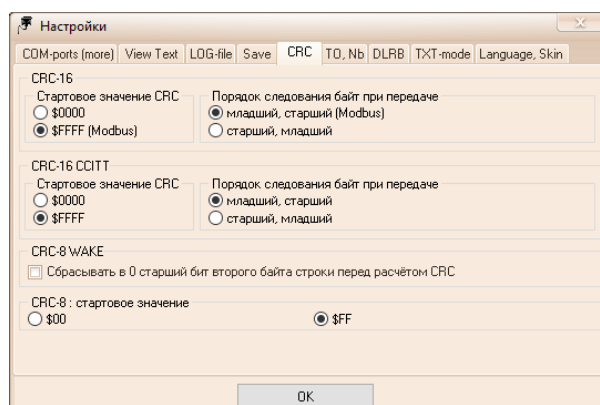 Настройки
COM-ports (more) View Text LOG-file Save CRC TO, Nb DLRB TXT-mode Language, Skin
CRC-16
Стартовое значение CRC Порядок следования байт при передаче
$0000 младший, старший (Modbus)
$FFFF (Modbus) старший, младший
CRC-16 CCITT
Стартовое значение CRC Порядок следования байт при передаче
$0000 младший, старший
$FFFF старший, младший
CRC-8 WAKE
Сбрасывать в 0 старший бит второго байта строки перед расчётом CRC
CRC-8 : стартовое значение
$00 $FF
OK